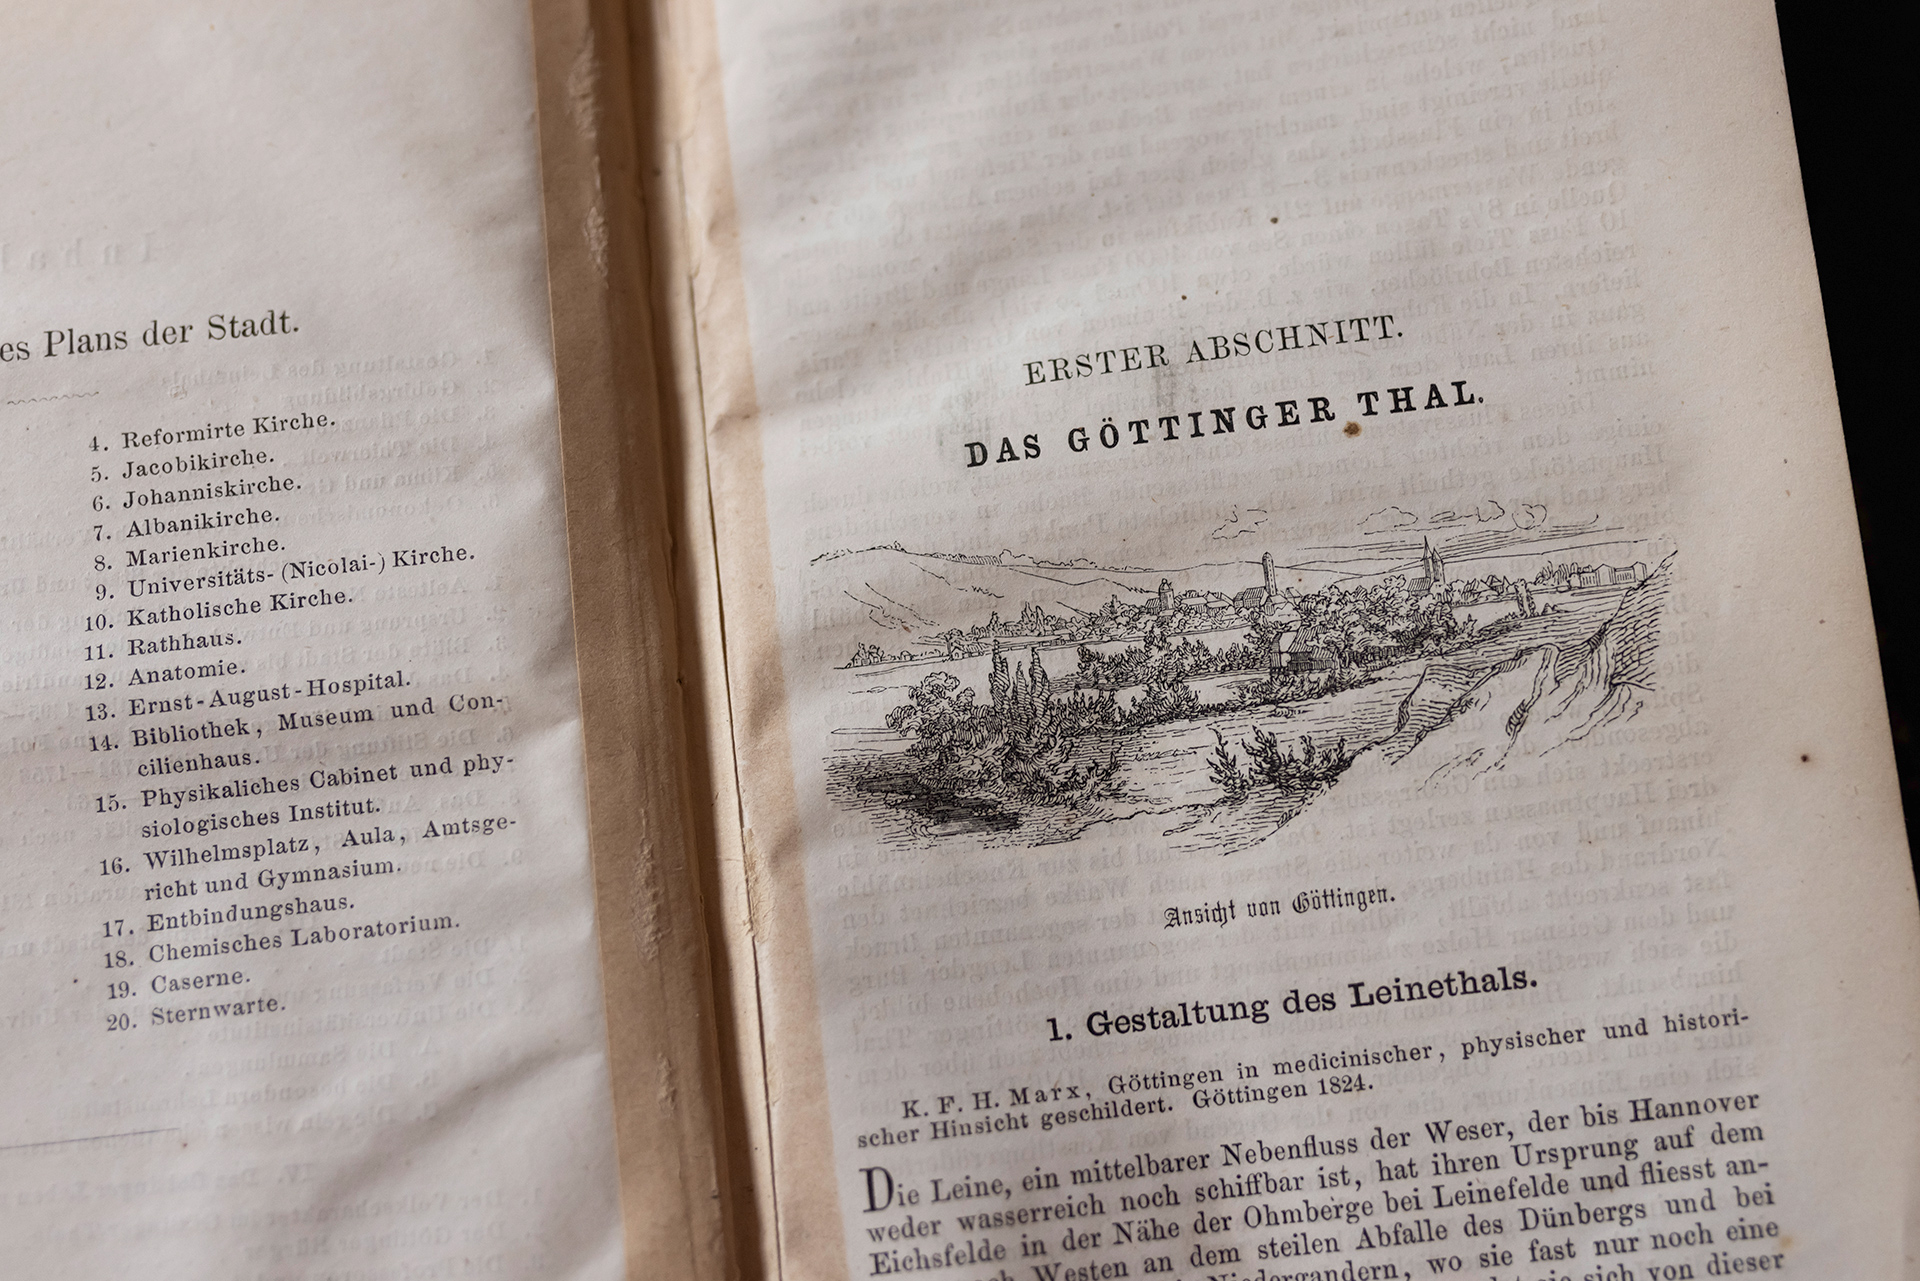 es Plans der Stadt.
4. Reformirte Kirche.
5. Jacobikirche.
6. Johanniskirche.
7. Albanikirche.
8. Marienkirche.
9. Universitäts- (Nicolai-) Kirche.
10. Katholische Kirche.
11. Rathhaus.
12. Anatomie.
13. Ernst-August-Hospital.
14. Bibliothek, Museum und Con-
cilienhaus.
15. Physikaliches Cabinet und phy-
siologisches Institut.
16. Wilhelmsplatz, Aula, Amtsge-
richt und Gymnasium.
17. Entbindungshaus.
18. Chemisches Laboratorium.
19. Caserne.
20. Sternwarte.
ERSTER ABSCHNITT.
DAS GÖTTINGER THAL.
Ansicht von Göttingen.
1. Gestaltung des Leinethals.
K. F. H. Marx, Göttingen in medicinischer, physischer und histori-
scher Hinsicht geschildert. Göttingen 1824.
Die Leine, ein mittelbarer Nebenfluss der Weser, der bis Hannover
weder wasserreich noch schiffbar ist, hat ihren Ursprung auf dem
Eichsfelde in der Nähe der Ohmberge bei Leinefelde und fliesst an-
Westen an dem steilen Abfalle des Dünbergs und bei
wo sie fast nur noch eine
sie sich von dieser